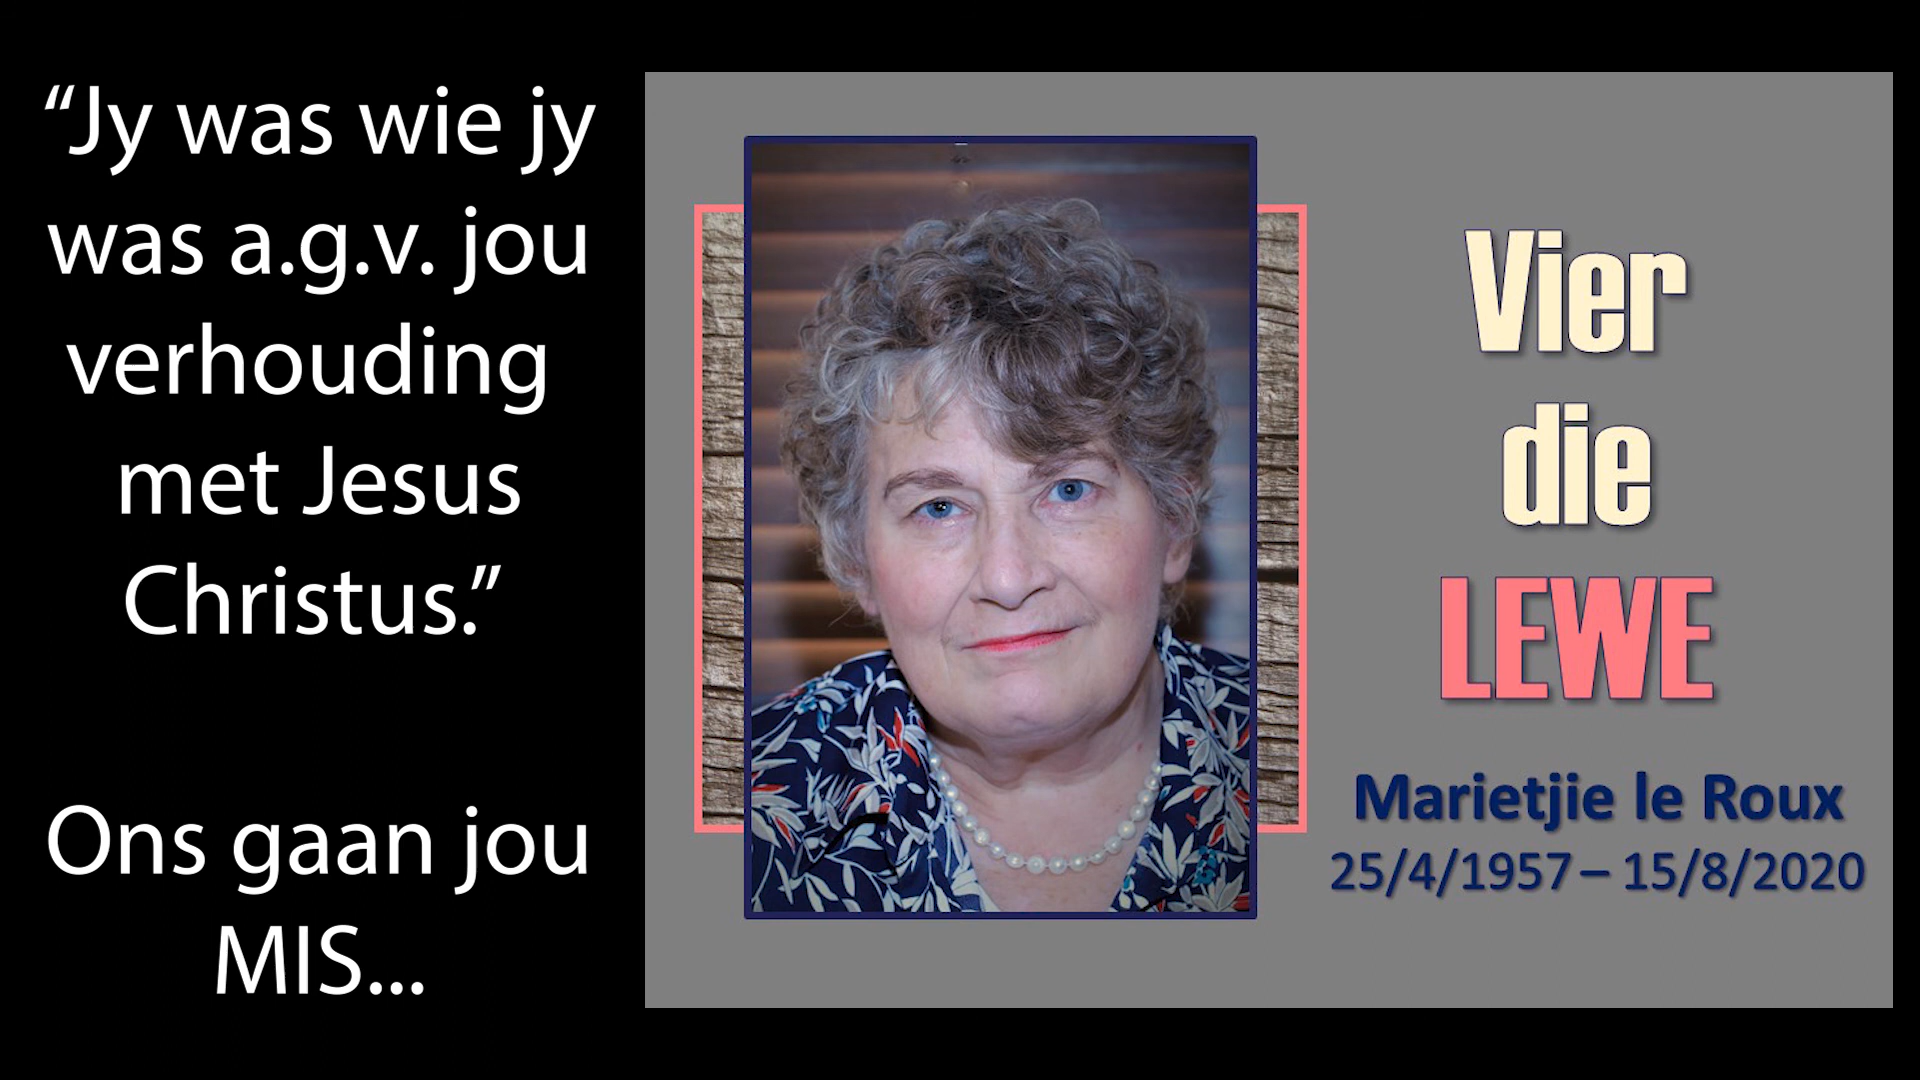 “Jy was wie jy
was a.g.v. jou
verhouding
met Jesus
Christus.”
Ons gaan jou
MIS...
Vier
die
LEWE
Marietjie le Roux
25/4/1957 – 15/8/2020